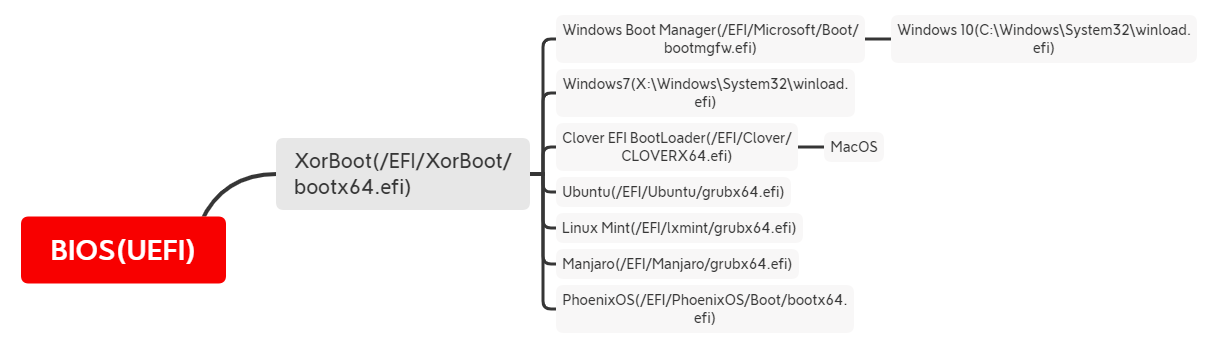 BIOS(UEFI)
XorBoot(/EFI/XorBoot/
bootx64.efi)
Windows Boot Manager(/EFI/Microsoft/Boot/
bootmgfw.efi)
Windows 10(C:\Windows\System32\winload.
efi)
Windows7(X:\Windows\System32\winload.
efi)
Clover EFI BootLoader(/EFI/Clover/
CLOVERX64.efi)
MacOS
Ubuntu(/EFI/Ubuntu/grubx64.efi)
Linux Mint(/EFI/lxmint/grubx64.efi)
Manjaro(/EFI/Manjaro/grubx64.efi)
PhoenixOS(/EFI/PhoenixOS/Boot/bootx64.
efi)